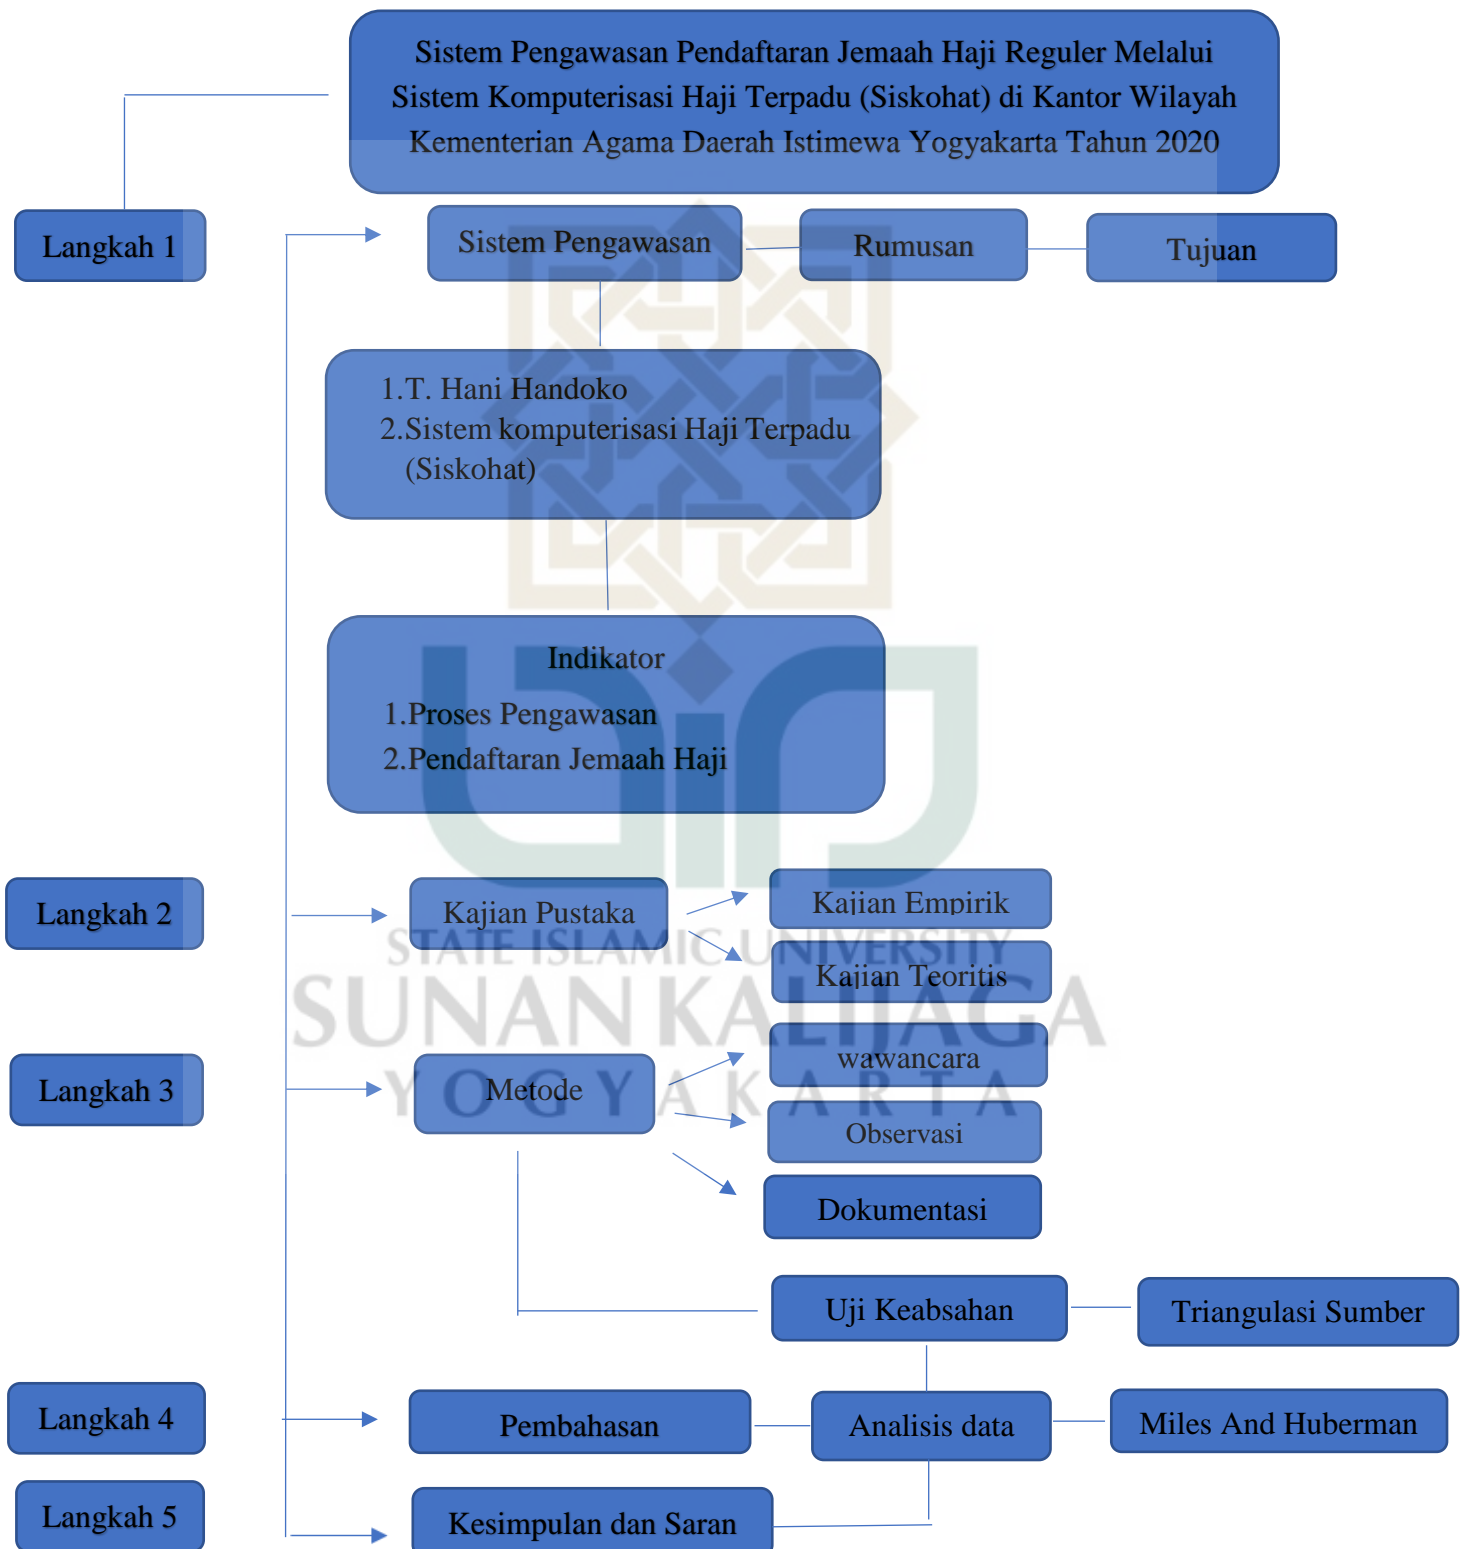 Sistem Pengawasan Pendaftaran Jemaah Haji Reguler Melalui
Sistem Komputerisasi Haji Terpadu (Siskohat) di Kantor Wilayah
Kementerian Agama Daerah Istimewa Yogyakarta Tahun 2020
Langkah 1
Sistem Pengawasan
Rumusan
Tujuan
1.T. Hani Handoko
2.Sistem komputerisasi Haji Terpadu
(Siskohat)
Indikator
1.Proses Pengawasan
2.Pendaftaran Jemaah Haji
Langkah 2
Kajian Pustaka
Kajian Empirik
Kajian Teoritis
STATE ISLAMIC UNIVERSITY
SUNAN KALIJAGA
YOGYAKARTA
Langkah 3
Metode
wawancara
Observasi
Dokumentasi
Uji Keabsahan
Triangulasi Sumber
Langkah 4
Pembahasan
Analisis data
Miles And Huberman
Langkah 5
Kesimpulan dan Saran